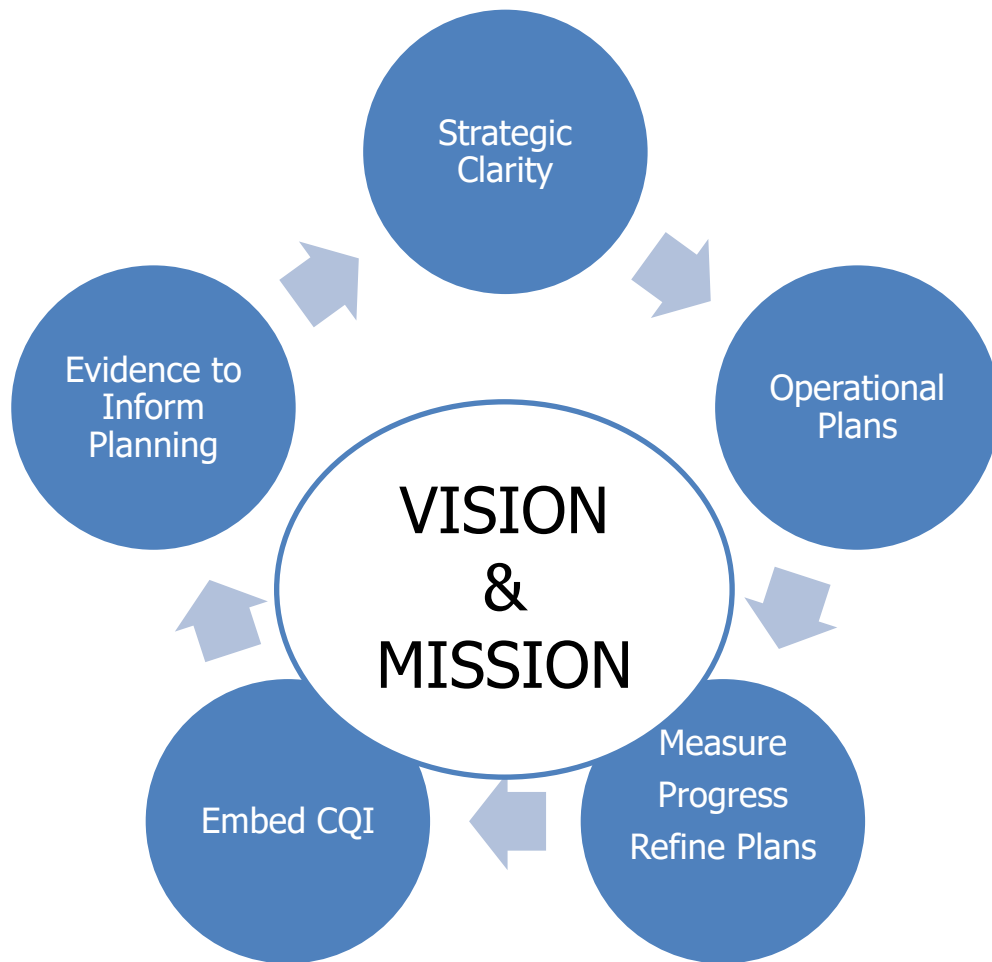 Strategic
Clarity
Operational
Plans
Measure
Progress
Refine Plans
Embed CQI
Evidence to
Inform
Planning
VISION
&
MISSION